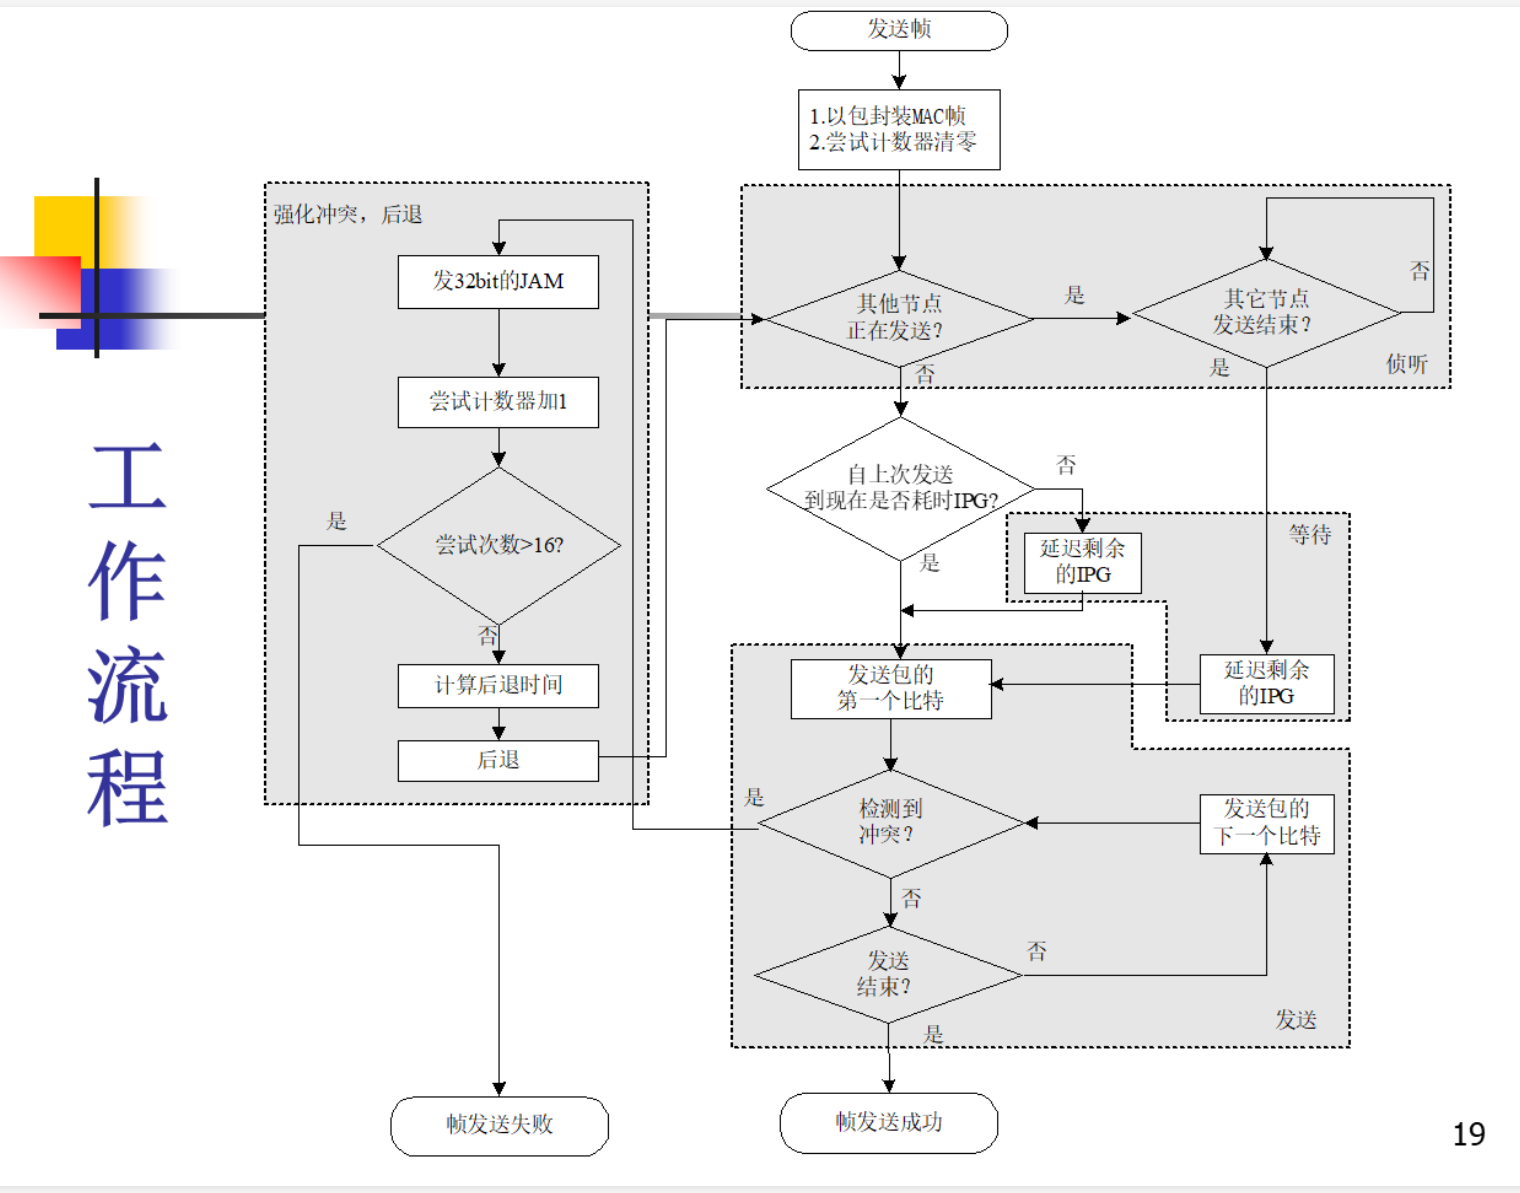 工
作
流
程
发送帧
1.以包封装MAC帧
2.尝试计数器清零
强化冲突，后退
发32bit的JAM
尝试计数器加1
尝试次数>16?
是
否
计算后退时间
后退
帧发送失败
其他节点
正在发送?
是
否
其它节点
发送结束?
否
是
侦听
自上次发送
到现在是否耗时IPG?
否
是
等待
延迟剩余
的IPG
延迟剩余
的IPG
发送包的
第一个比特
检测到
冲突?
是
否
发送包的
下一个比特
发送
结束?
否
是
发送
帧发送成功
19